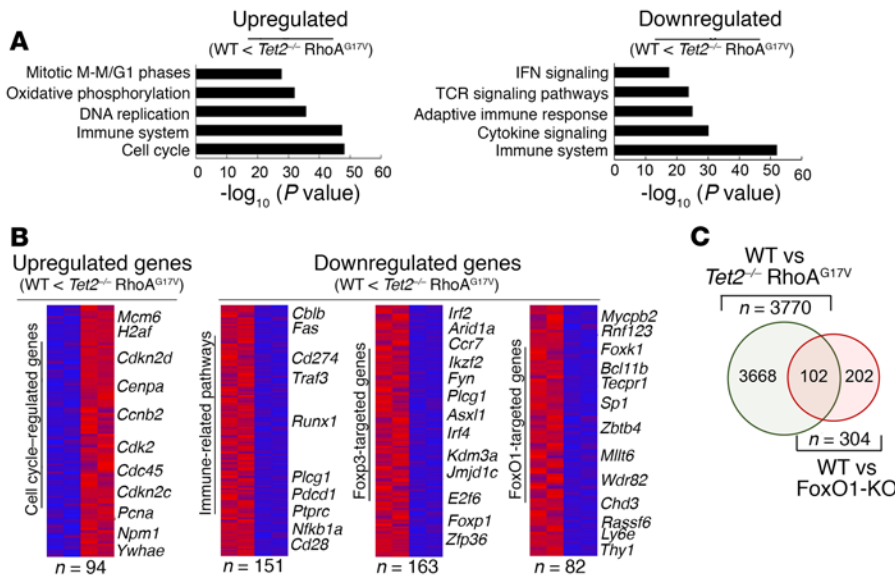 A
Upregulated
(WT < Tet2–/– RhoAG17V)
Mitotic M-M/G1 phases
Oxidative phosphorylation
DNA replication
Immune system
Cell cycle
0 10 20 30 40 50 60
-log10 (P value)
Downregulated
(WT < Tet2–/– RhoAG17V)
IFN signaling
TCR signaling pathways
Adaptive immune response
Cytokine signaling
Immune system
0 10 20 30 40 50 60
-log10 (P value)
B
Upregulated genes
(WT < Tet2–/– RhoAG17V)
Cell cycle–regulated genes
Mcm6
H2af
Cdkn2d
Cenpa
Ccnb2
Cdk2
Cdc45
Cdkn2c
Pcna
Npm1
Ywhae
n = 94
Downregulated genes
(WT < Tet2–/– RhoAG17V)
Immune-related pathways
Cblb
Fas
Cd274
Traf3
Runx1
Plcg1
Pdcd1
Ptprc
Nfkb1a
Cd28
n = 151
Foxp3-targeted genes
Irf2
Arid1a
Ccr7
Ikzf2
Fyn
Plcg1
Asxl1
Irf4
Kdm3a
Jmjd1c
E2f6
Foxp1
Zfp36
n = 163
FoxO1-targeted genes
Mycpb2
Rnf123
Foxk1
Bcl11b
Tecpr1
Sp1
Zbtb4
Mllt6
Wdr82
Chd3
Rassf6
Ly6e
Thy1
n = 82
C
WT vs
Tet2–/– RhoAG17V
n = 3770
3668 102 202
n = 304
WT vs
FoxO1-KO